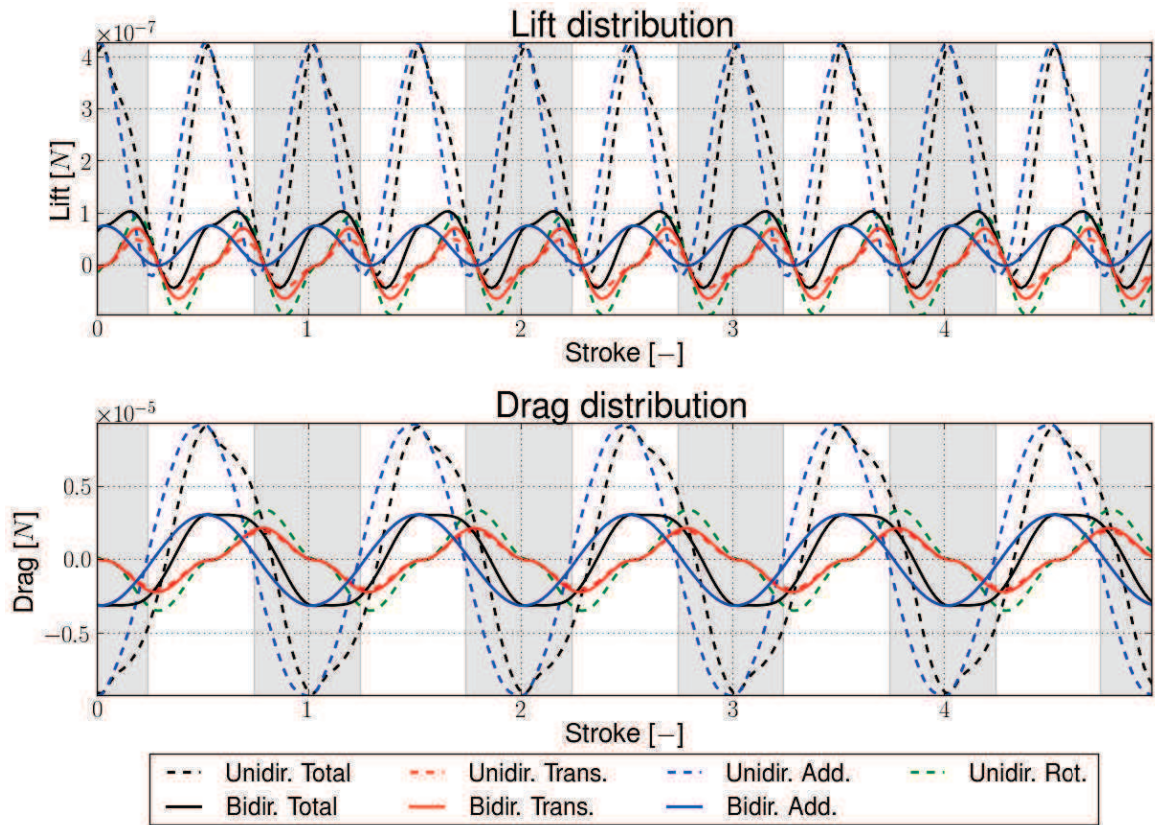 Lift distribution
×10⁻⁷
4
3
2
1
0
Lift [N]
0 1 2 3 4
Stroke [−]
Drag distribution
×10⁻⁵
0.5
0.0
−0.5
Drag [N]
0 1 2 3 4
Stroke [−]
Unidir. Total Unidir. Trans. Unidir. Add. Unidir. Rot.
Bidir. Total Bidir. Trans. Bidir. Add.